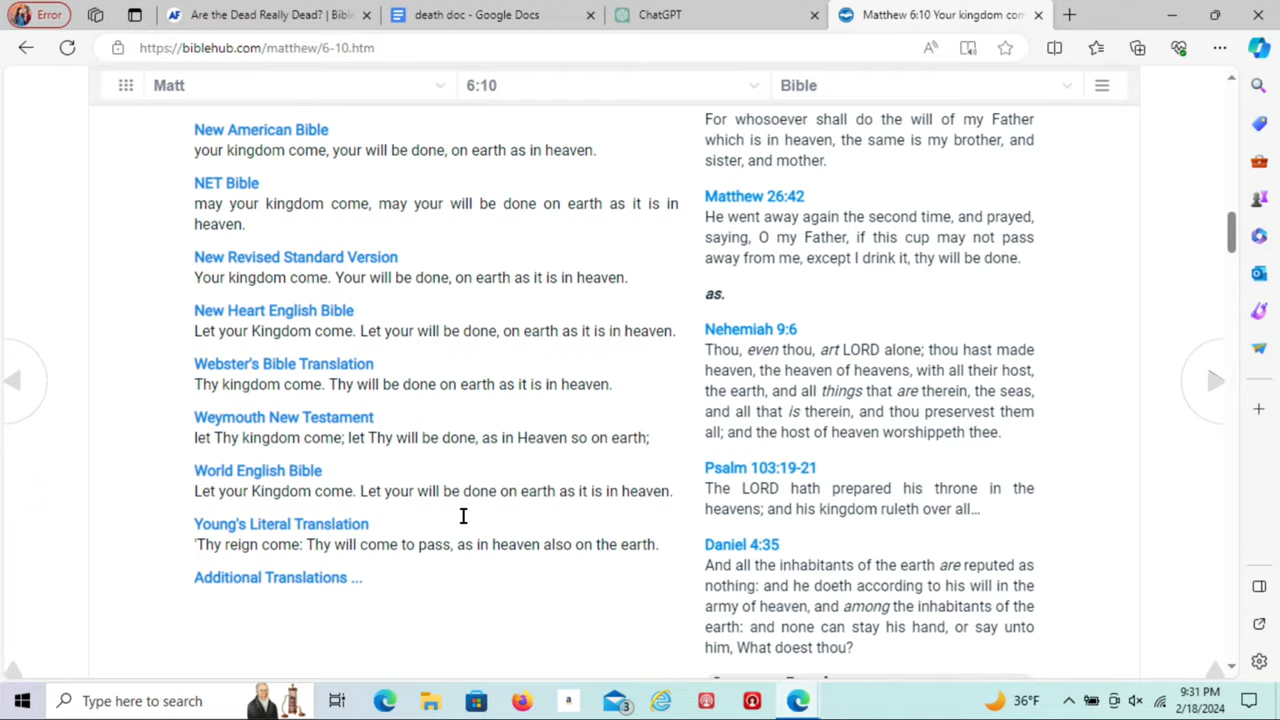 Error
Are the Dead Really Dead? | Bible
death doc - Google Docs
ChatGPT
Matthew 6:10 Your kingdom com
https://biblehub.com/matthew/6-10.htm
Matt
6:10
Bible
New American Bible
your kingdom come, your will be done, on earth as in heaven.
NET Bible
may your kingdom come, may your will be done on earth as it is in
heaven.
New Revised Standard Version
Your kingdom come. Your will be done, on earth as it is in heaven.
New Heart English Bible
Let your Kingdom come. Let your will be done, on earth as it is in heaven.
Webster's Bible Translation
Thy kingdom come. Thy will be done on earth as it is in heaven.
Weymouth New Testament
let Thy kingdom come; let Thy will be done, as in Heaven so on earth;
World English Bible
Let your Kingdom come. Let your will be done on earth as it is in heaven.
Young's Literal Translation
'Thy reign come: Thy will come to pass, as in heaven also on the earth.
Additional Translations ...
For whosoever shall do the will of my Father
which is in heaven, the same is my brother, and
sister, and mother.
Matthew 26:42
He went away again the second time, and prayed,
saying, O my Father, if this cup may not pass
away from me, except I drink it, thy will be done.
as.
Nehemiah 9:6
Thou, even thou, art LORD alone; thou hast made
heaven, the heaven of heavens, with all their host,
the earth, and all things that are therein, the seas,
and all that is therein, and thou preservest them
all; and the host of heaven worshippeth thee.
Psalm 103:19-21
The LORD hath prepared his throne in the
heavens; and his kingdom ruleth over all...
Daniel 4:35
And all the inhabitants of the earth are reputed as
nothing: and he doeth according to his will in the
army of heaven, and among the inhabitants of the
earth: and none can stay his hand, or say unto
him, What doest thou?
Type here to search
3
36°F
9:31 PM
2/18/2024